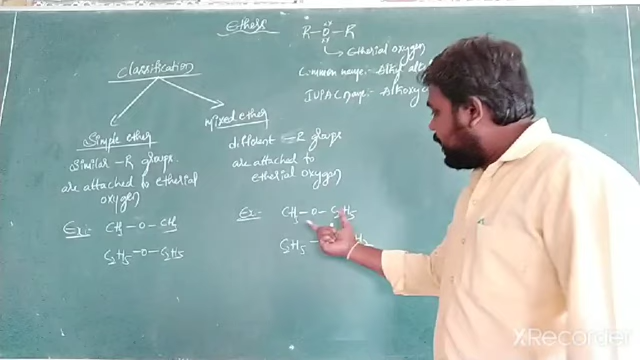 Ethers
R-O-R
Etherial oxygen
Common name:- Alkyl
IUPAC name:- Alkoxy
Classification
Simple ether
Similar -R groups
are attached to etherial
oxygen
Ex:- CH3-O-CH3
C2H5-O-C2H5
mixed ether
different -R groups
are attached to
etherial oxygen
Ex:- CH3-O-C2H5
C2H5-
XRecorder